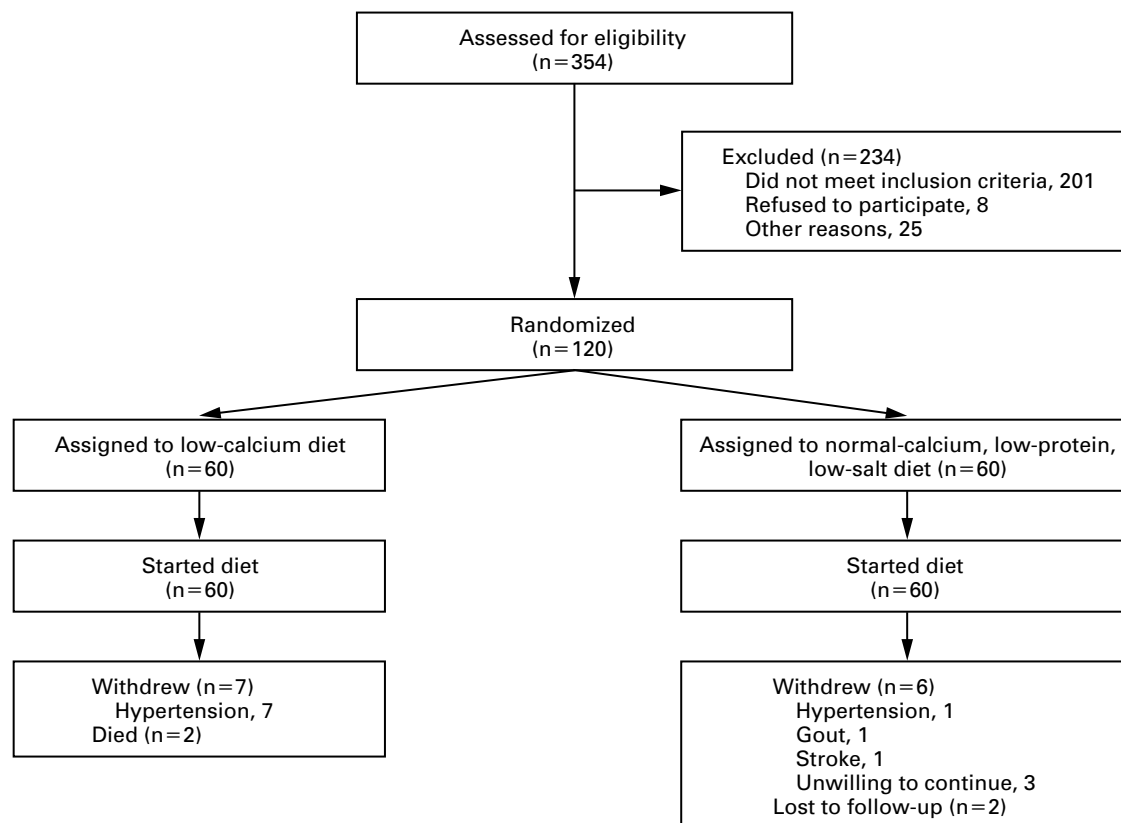 Assessed for eligibility
(n=354)
Excluded (n=234)
Did not meet inclusion criteria, 201
Refused to participate, 8
Other reasons, 25
Randomized
(n=120)
Assigned to low-calcium diet
(n=60)
Assigned to normal-calcium, low-protein,
low-salt diet (n=60)
Started diet
(n=60)
Started diet
(n=60)
Withdrew (n=7)
Hypertension, 7
Died (n=2)
Withdrew (n=6)
Hypertension, 1
Gout, 1
Stroke, 1
Unwilling to continue, 3
Lost to follow-up (n=2)